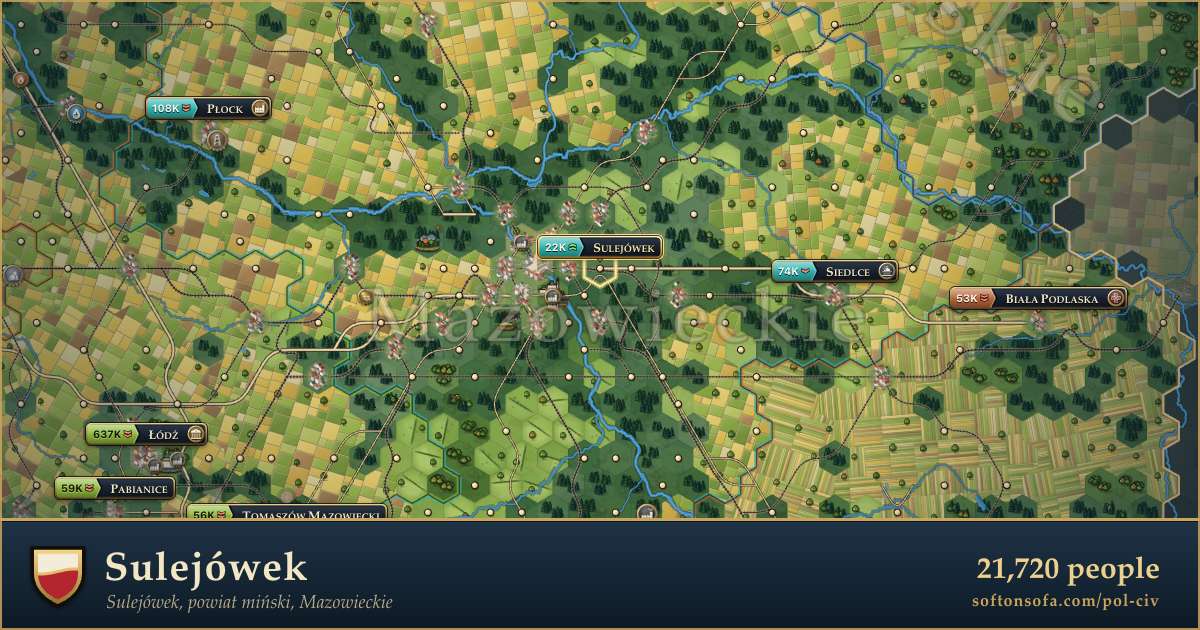 108K PŁOCK
22K SULEJÓWEK
74K SIEDLCE
53K BIAŁA PODLASKA
Mazowieckie
637K ŁÓDŹ
59K PABIANICE
56K TOMASZÓW MAZOWIECKI
Sulejówek
21,720 people
Sulejówek, powiat miński, Mazowieckie
softonsofa.com/pol-civ